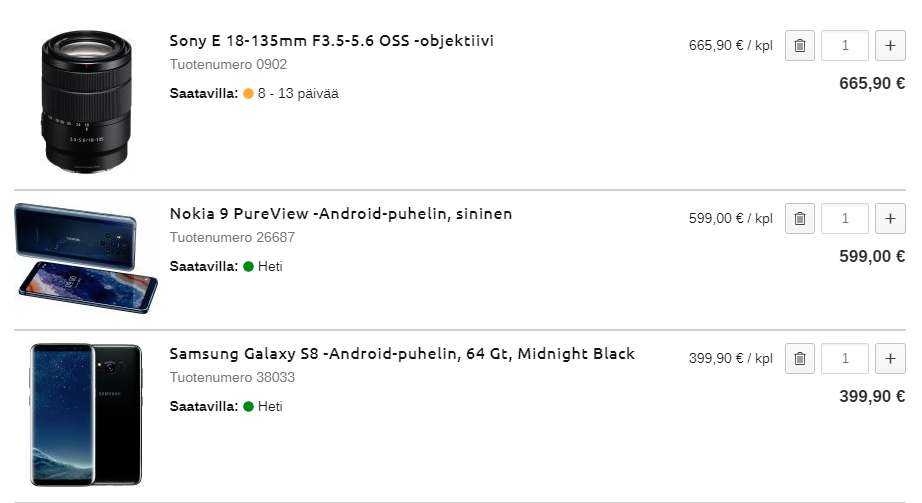 Sony E 18-135mm F3.5-5.6 OSS -objektiivi
Tuotenumero 0902
Saatavilla: 8 - 13 päivää
665,90 € / kpl
1
+
665,90 €
Nokia 9 PureView -Android-puhelin, sininen
Tuotenumero 26687
Saatavilla: Heti
599,00 € / kpl
1
+
599,00 €
Samsung Galaxy S8 -Android-puhelin, 64 Gt, Midnight Black
Tuotenumero 38033
Saatavilla: Heti
399,90 € / kpl
1
+
399,90 €
SAMSUNG